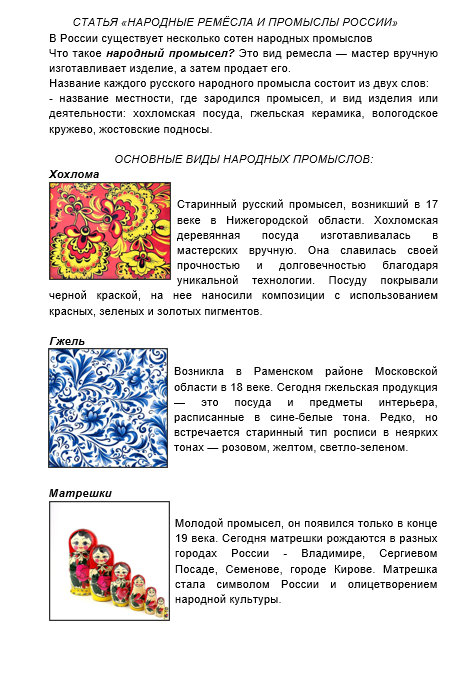 СТАТЬЯ «НАРОДНЫЕ РЕМЁСЛА И ПРОМЫСЛЫ РОССИИ»
В России существует несколько сотен народных промыслов
Что такое народный промысел? Это вид ремесла — мастер вручную
изготавливает изделие, а затем продает его.
Название каждого русского народного промысла состоит из двух слов:
- название местности, где зародился промысел, и вид изделия или
деятельности: хохломская посуда, гжельская керамика, вологодское
кружево, жостовские подносы.
ОСНОВНЫЕ ВИДЫ НАРОДНЫХ ПРОМЫСЛОВ:
Хохлома
Старинный русский промысел, возникший в 17
веке в Нижегородской области. Хохломская
деревянная посуда изготавливалась в
мастерских вручную. Она славилась своей
прочностью и долговечностью благодаря
уникальной технологии. Посуду покрывали
черной краской, на нее наносили композиции с использованием
красных, зеленых и золотых пигментов.
Гжель
Возникла в Раменском районе Московской
области в 18 веке. Сегодня гжельская продукция
— это посуда и предметы интерьера,
расписанные в сине-белые тона. Редко, но
встречается старинный тип росписи в неярких
тонах — розовом, желтом, светло-зеленом.
Матрешки
Молодой промысел, он появился только в конце
19 века. Сегодня матрешки рождаются в разных
городах России - Владимире, Сергиевом
Посаде, Семенове, городе Кирове. Матрешка
стала символом России и олицетворением
народной культуры.